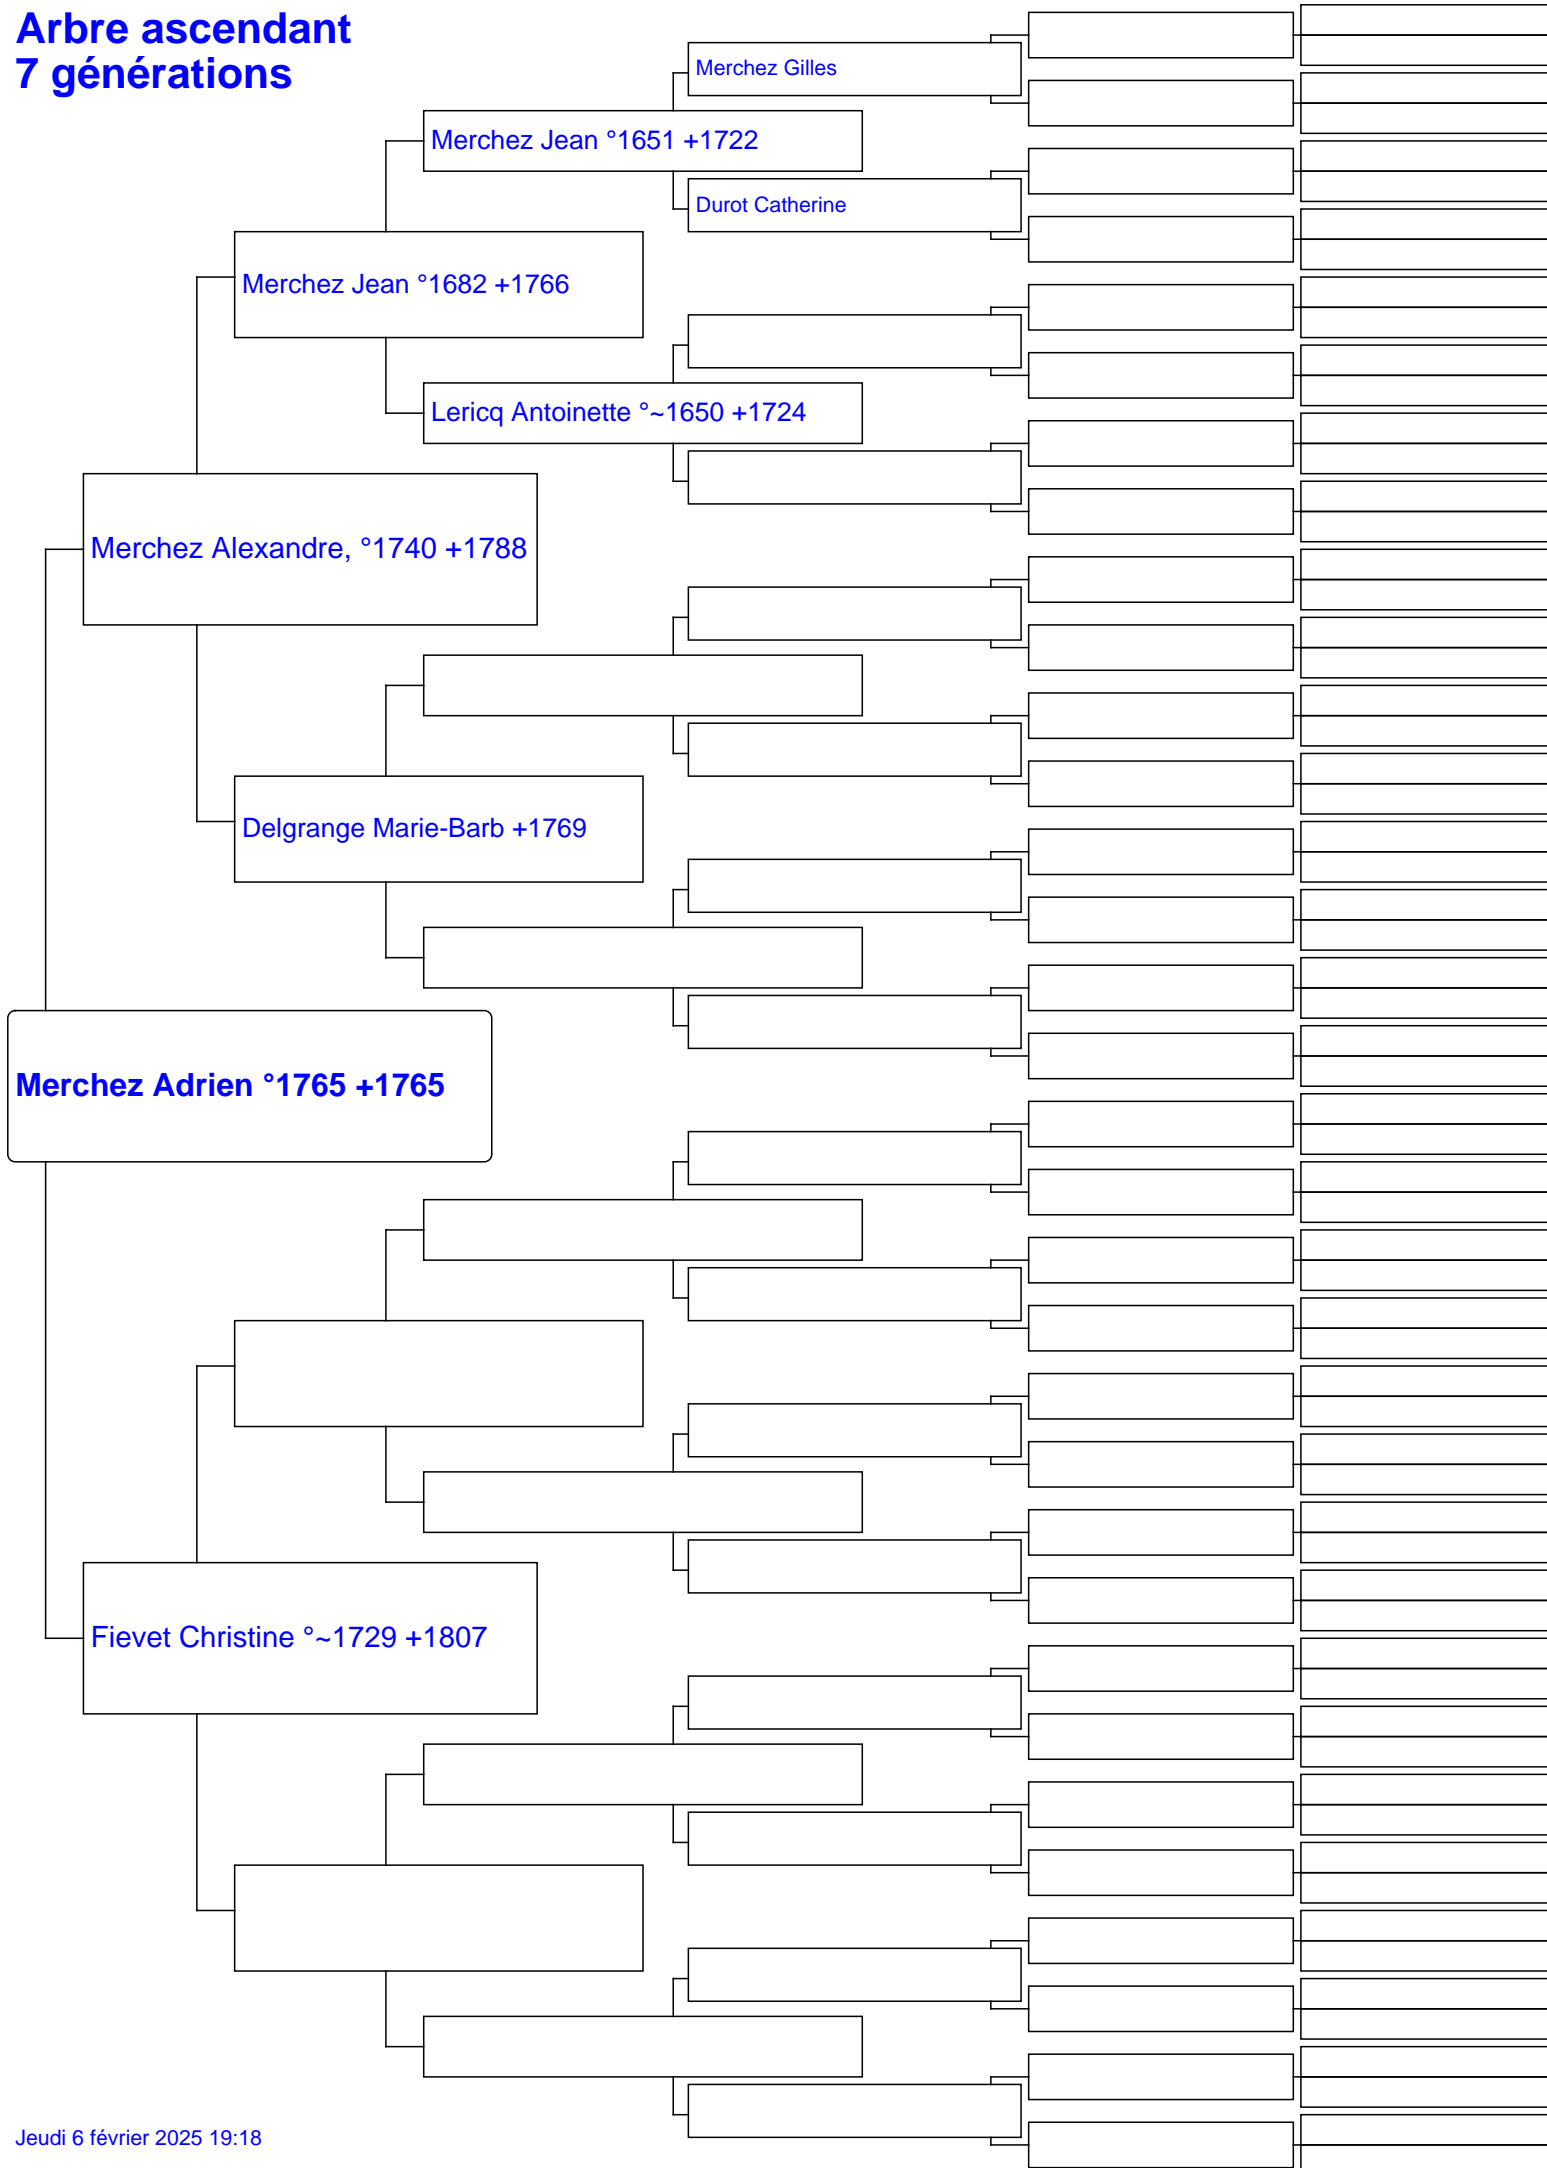 Arbre ascendant
7 générations
Merchez Gilles
Merchez Jean °1651 +1722
Durot Catherine
Merchez Jean °1682 +1766
Lericq Antoinette °~1650 +1724
Merchez Alexandre, °1740 +1788
Delgrange Marie-Barb +1769
Merchez Adrien °1765 +1765
Fievet Christine °~1729 +1807
Jeudi 6 février 2025 19:18